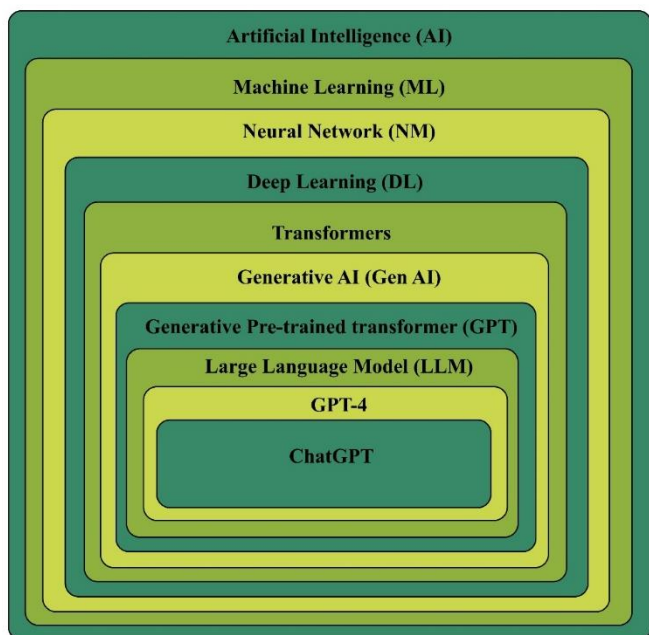 Artificial Intelligence (AI)
Machine Learning (ML)
Neural Network (NM)
Deep Learning (DL)
Transformers
Generative AI (Gen AI)
Generative Pre-trained transformer (GPT)
Large Language Model (LLM)
GPT-4
ChatGPT